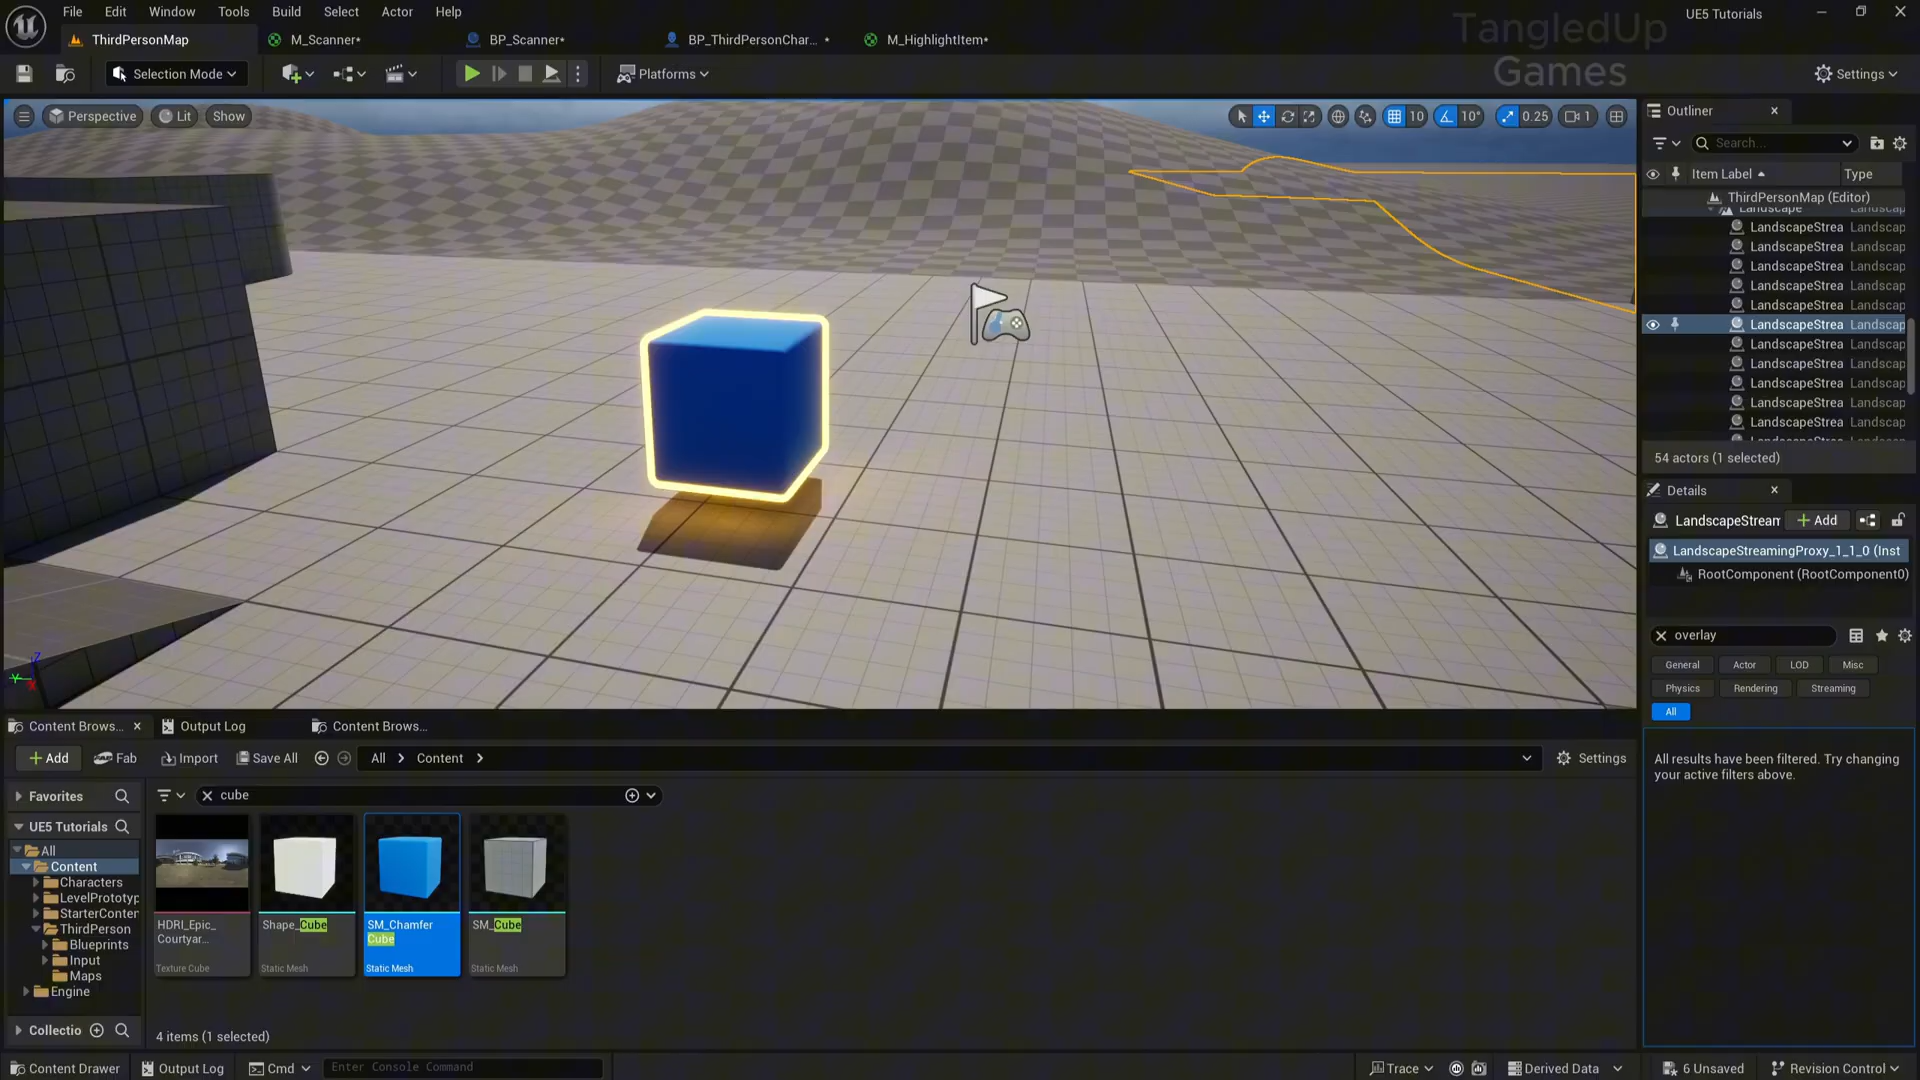 File Edit Window Tools Build Select Actor Help
TangledUp
Games
UE5 Tutorials
ThirdPersonMap
M_Scanner*
BP_Scanner*
BP_ThirdPersonChar... *
M_HighlightItem*
Selection Mode
Platforms
Settings
Perspective
Lit
Show
10
10°
0.25
1
Outliner
Search...
Item Label
Type
ThirdPersonMap (Editor)
Landscape Landscap
LandscapeStrea Landscap
LandscapeStrea Landscap
LandscapeStrea Landscap
LandscapeStrea Landscap
LandscapeStrea Landscap
LandscapeStrea Landscap
LandscapeStrea Landscap
LandscapeStrea Landscap
LandscapeStrea Landscap
LandscapeStrea Landscap
LandscapeStrea Landscap
54 actors (1 selected)
Details
LandscapeStrean
Add
LandscapeStreamingProxy_1_1_0 (Inst
RootComponent (RootComponent0)
overlay
General Actor LOD Misc
Physics Rendering Streaming
All
All results have been filtered. Try changing
your active filters above.
Content Brows...
Output Log
Content Brows...
Add
Fab
Import
Save All
All
Content
Settings
Favorites
UE5 Tutorials
All
Content
Characters
LevelPrototyp
StarterConten
ThirdPerson
Blueprints
Input
Maps
Engine
Collectio
cube
HDRI_Epic_
Courtyar...
Texture Cube
Shape_Cube
Static Mesh
SM_Chamfer
Cube
Static Mesh
SM_Cube
Static Mesh
4 items (1 selected)
Content Drawer
Output Log
Cmd
Enter Console Command
Trace
Derived Data
6 Unsaved
Revision Control